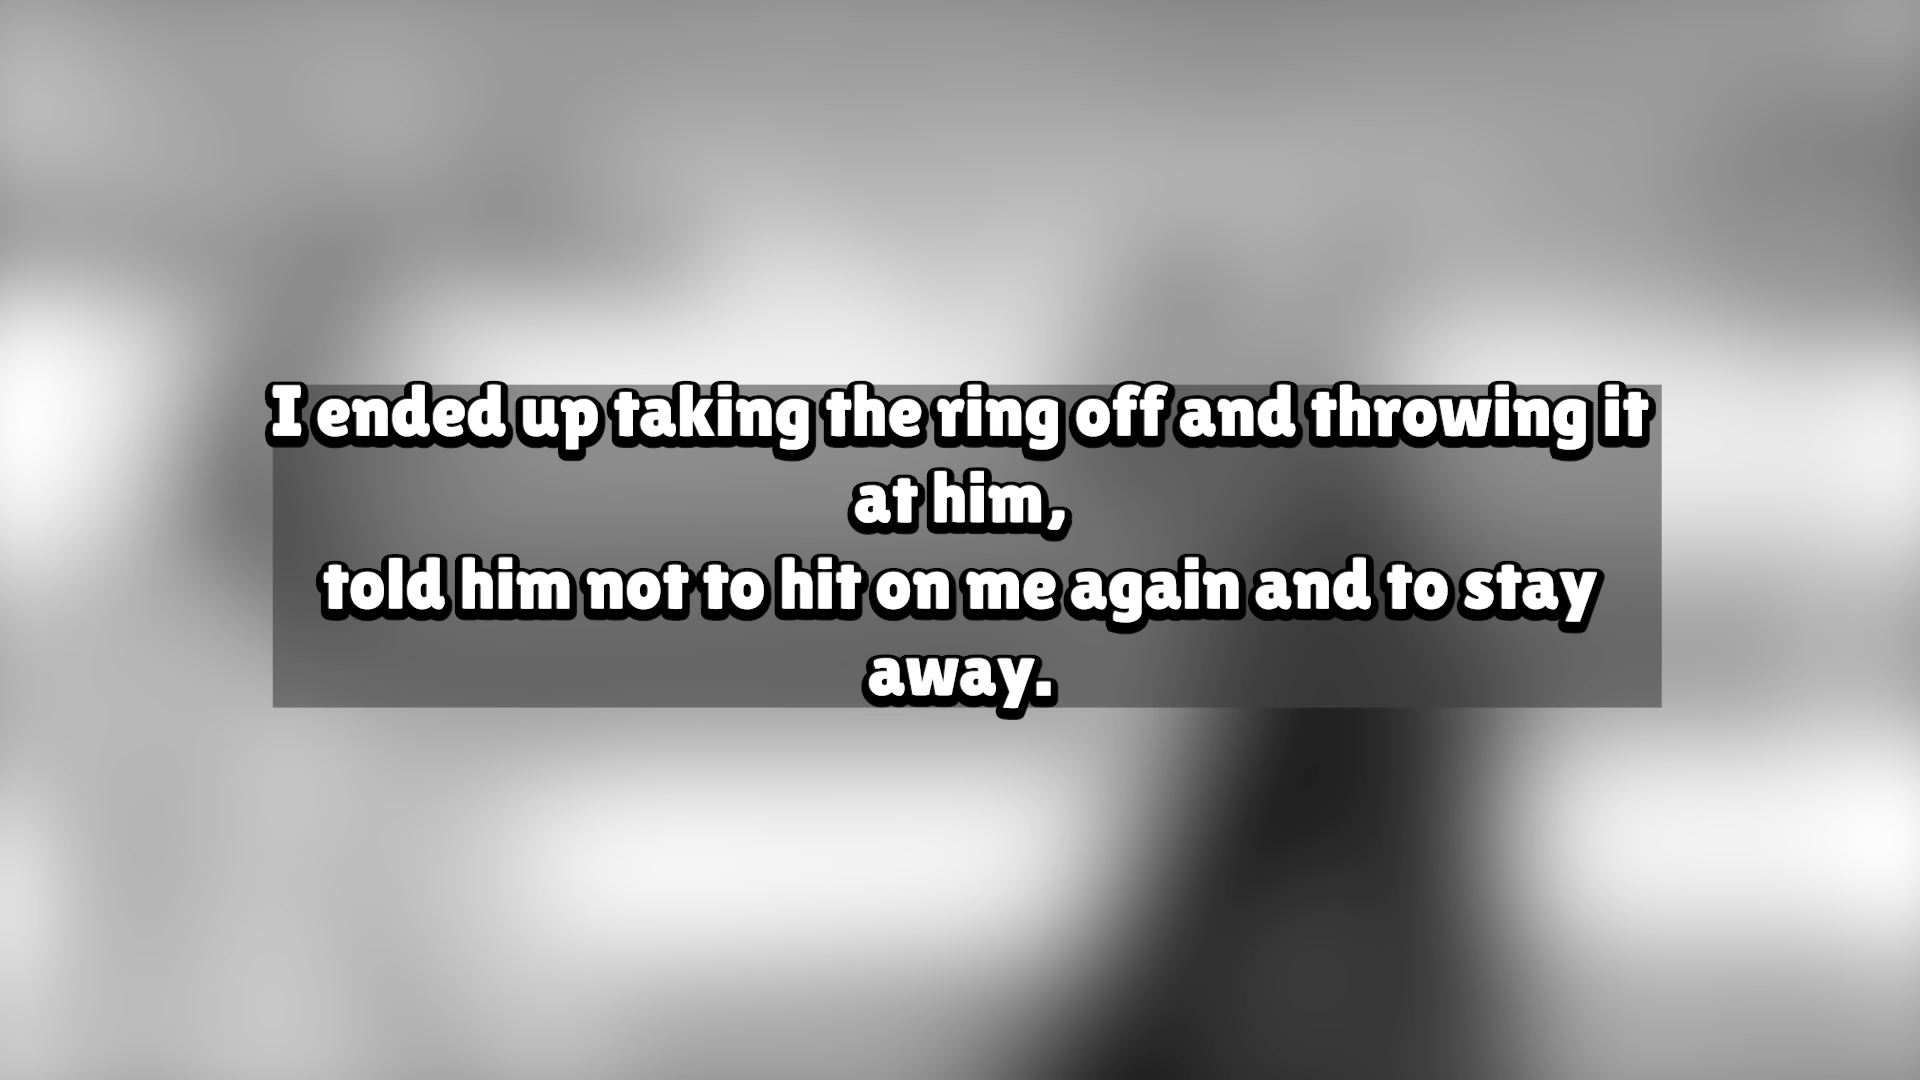 I ended up taking the ring off and throwing it
at him,
told him not to hit on me again and to stay
away.